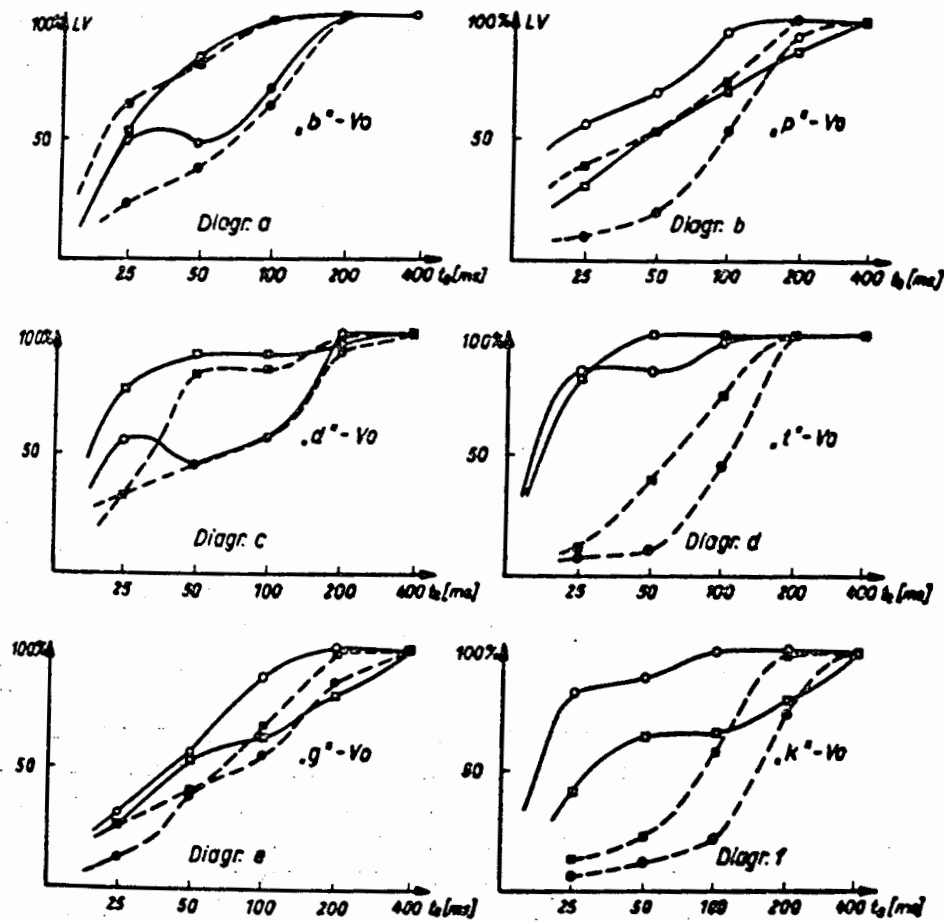 100% LV
50
„b"-Vo
Diagr. a
25 50 100 200 400 t₀[ms]
100% LV
50
„p"-Vo
Diagr. b
25 50 100 200 400 t₀[ms]
100%
50
„d"-Vo
Diagr. c
25 50 100 200 400 t₀[ms]
100%
50
„t"-Vo
Diagr. d
25 50 100 200 400 t₀[ms]
100%
50
„g"-Vo
Diagr. e
25 50 100 200 400 t₀[ms]
100%
50
„k"-Vo
Diagr. f
25 50 100 200 400 t₀[ms]